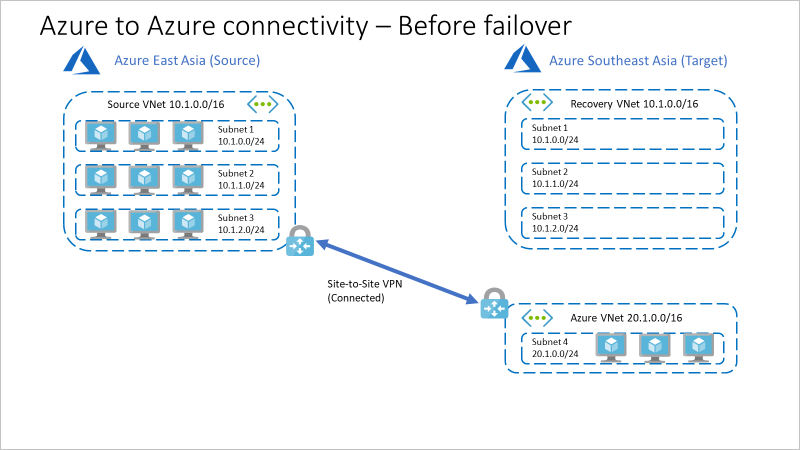 Azure to Azure connectivity – Before failover
Azure East Asia (Source)
Source VNet 10.1.0.0/16
Subnet 1
10.1.0.0/24
Subnet 2
10.1.1.0/24
Subnet 3
10.1.2.0/24
Site-to-Site VPN
(Connected)
Azure Southeast Asia (Target)
Recovery VNet 10.1.0.0/16
Subnet 1
10.1.0.0/24
Subnet 2
10.1.1.0/24
Subnet 3
10.1.2.0/24
Azure VNet 20.1.0.0/16
Subnet 4
20.1.0.0/24